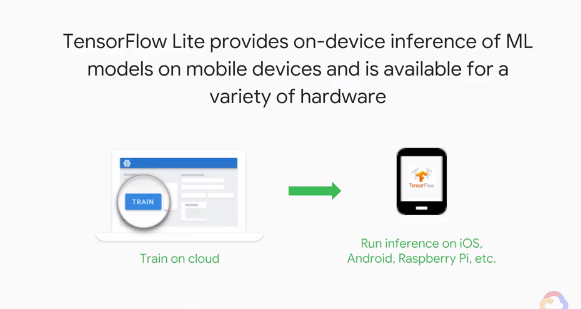 TensorFlow Lite provides on-device inference of ML
models on mobile devices and is available for a
variety of hardware
TRAIN
TensorFlow
Train on cloud
Run inference on iOS,
Android, Raspberry Pi, etc.